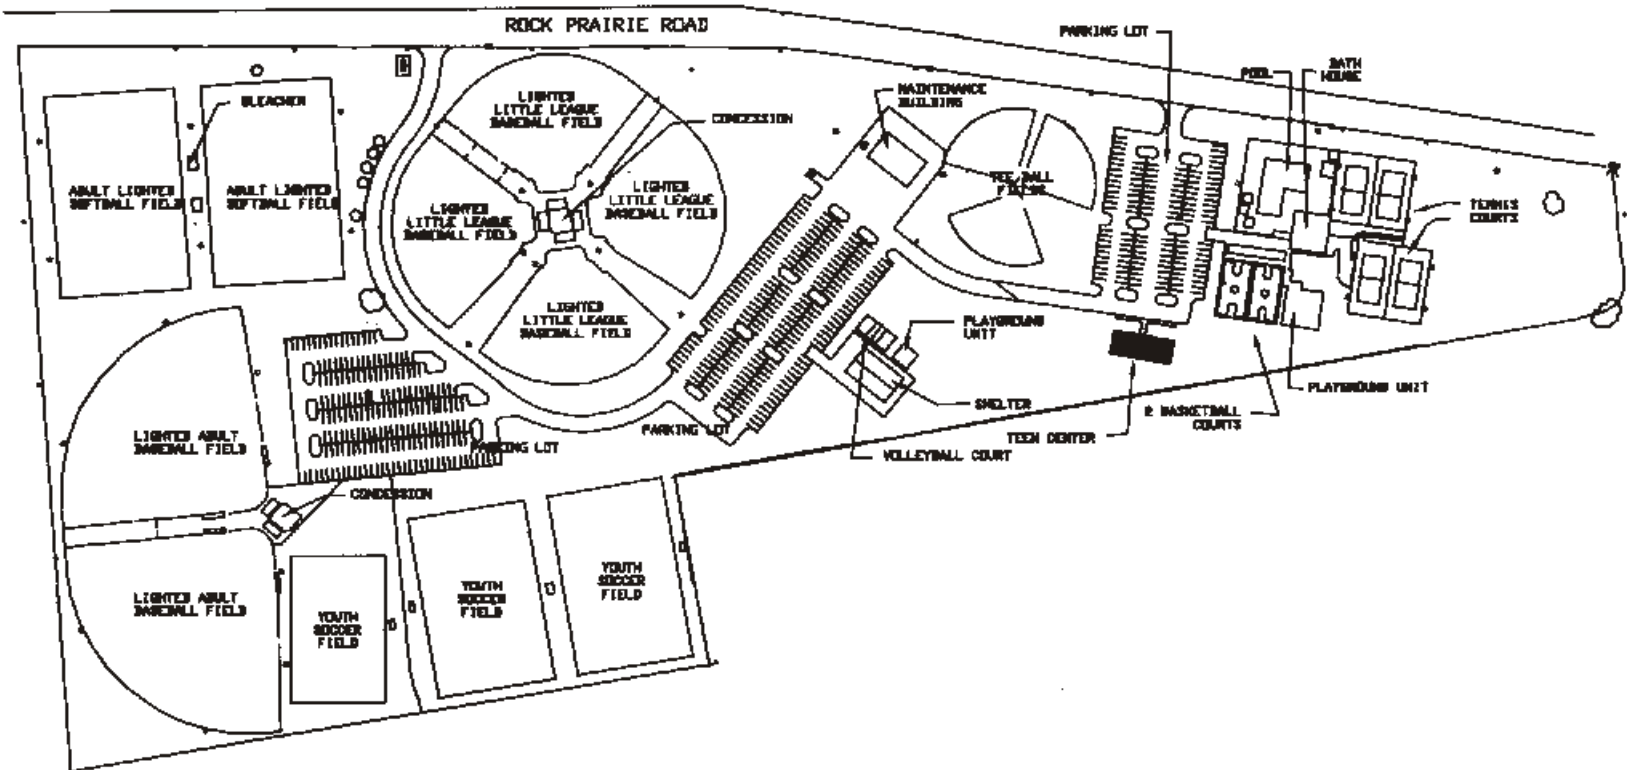 ROCK PRAIRIE ROAD
PARKING LOT
BATH
HOUSE
POOL
MAINTENANCE
BUILDING
BLEACHER
LIGHTED
LITTLE LEAGUE
BASEBALL FIELD
CONCESSION
TEE-BALL
FIELDS
ADULT LIGHTED
SOFTBALL FIELD
ADULT LIGHTED
SOFTBALL FIELD
LIGHTED
LITTLE LEAGUE
BASEBALL FIELD
LIGHTED
LITTLE LEAGUE
BASEBALL FIELD
TENNIS
COURTS
LIGHTED
LITTLE LEAGUE
BASEBALL FIELD
PLAYGROUND
UNIT
PLAYGROUND UNIT
SHELTER
2 BASKETBALL
COURTS
TEEN CENTER
VOLLEYBALL COURT
PARKING LOT
LIGHTED ADULT
BASEBALL FIELD
PARKING LOT
CONCESSION
LIGHTED ADULT
BASEBALL FIELD
YOUTH
SOCCER
FIELD
YOUTH
SOCCER
FIELD
YOUTH
SOCCER
FIELD